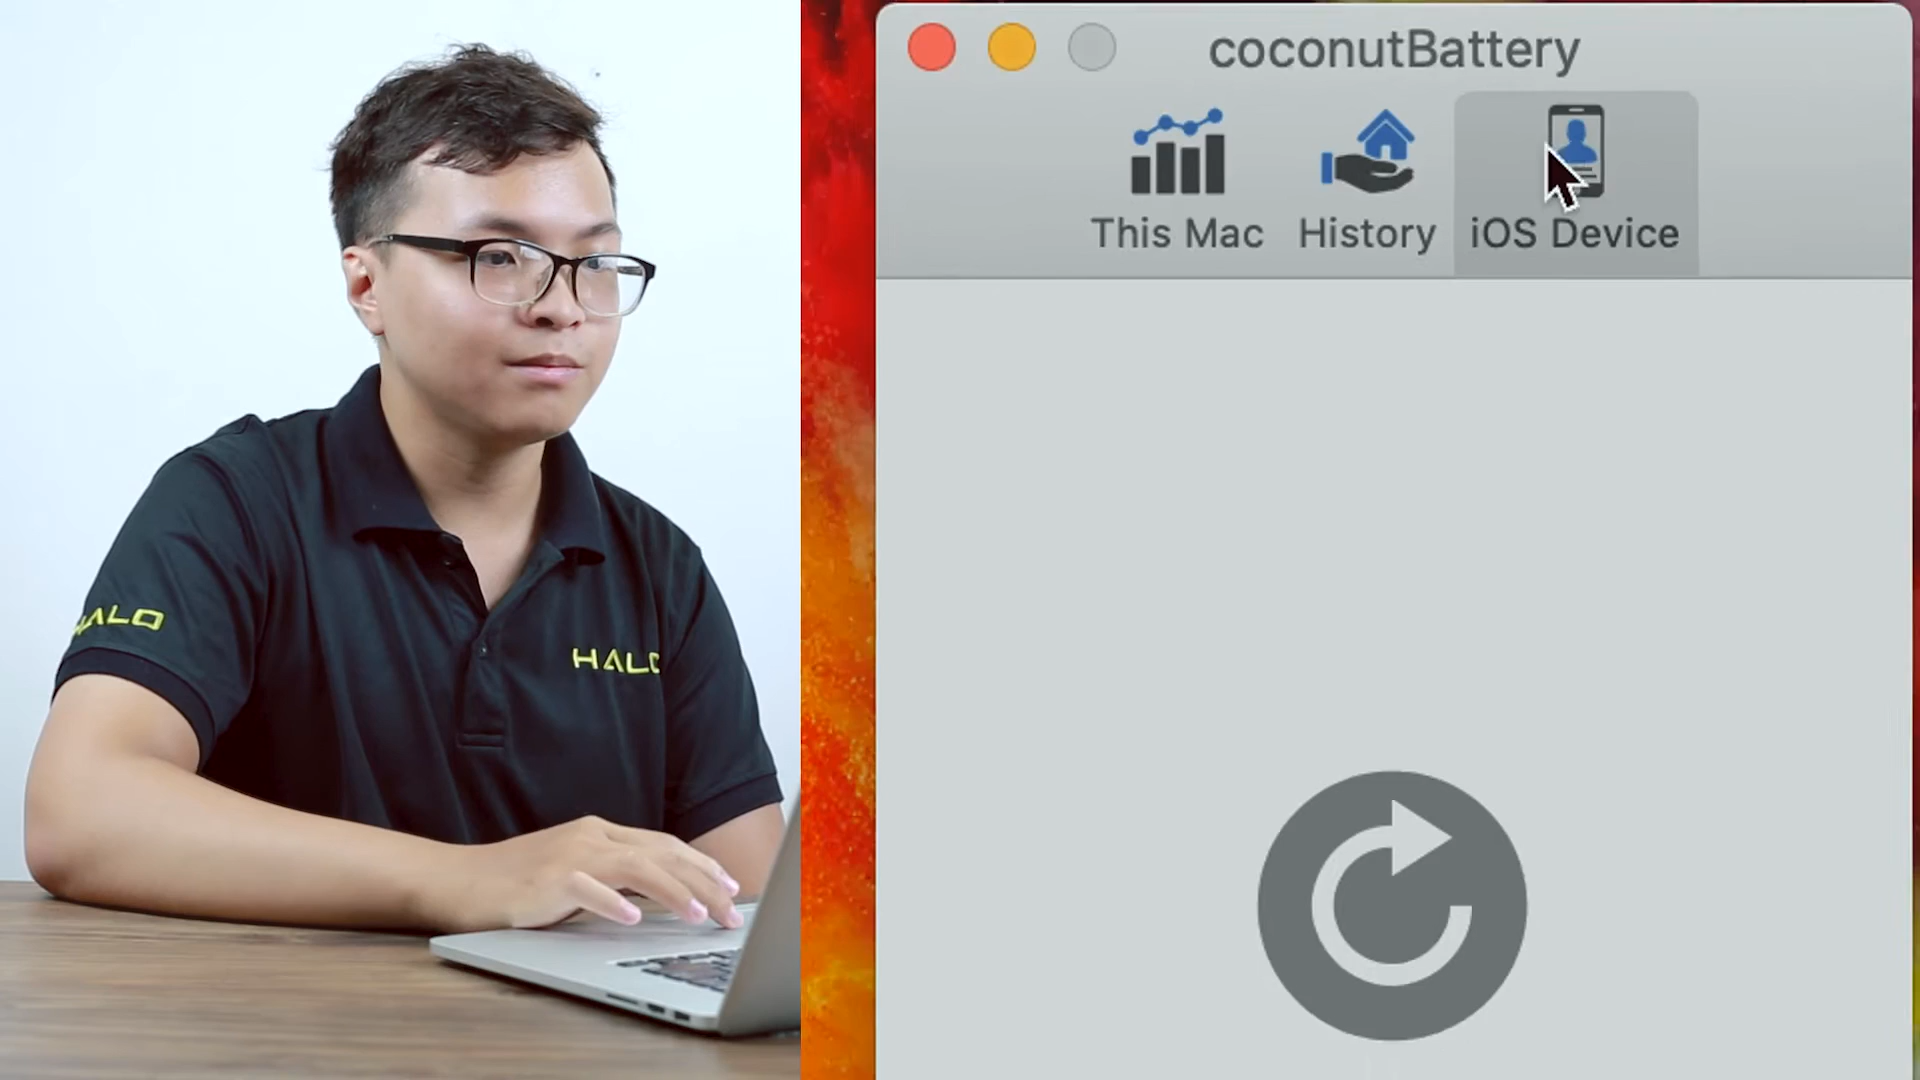 coconutBattery
This Mac
History
iOS Device
HALO
HALO